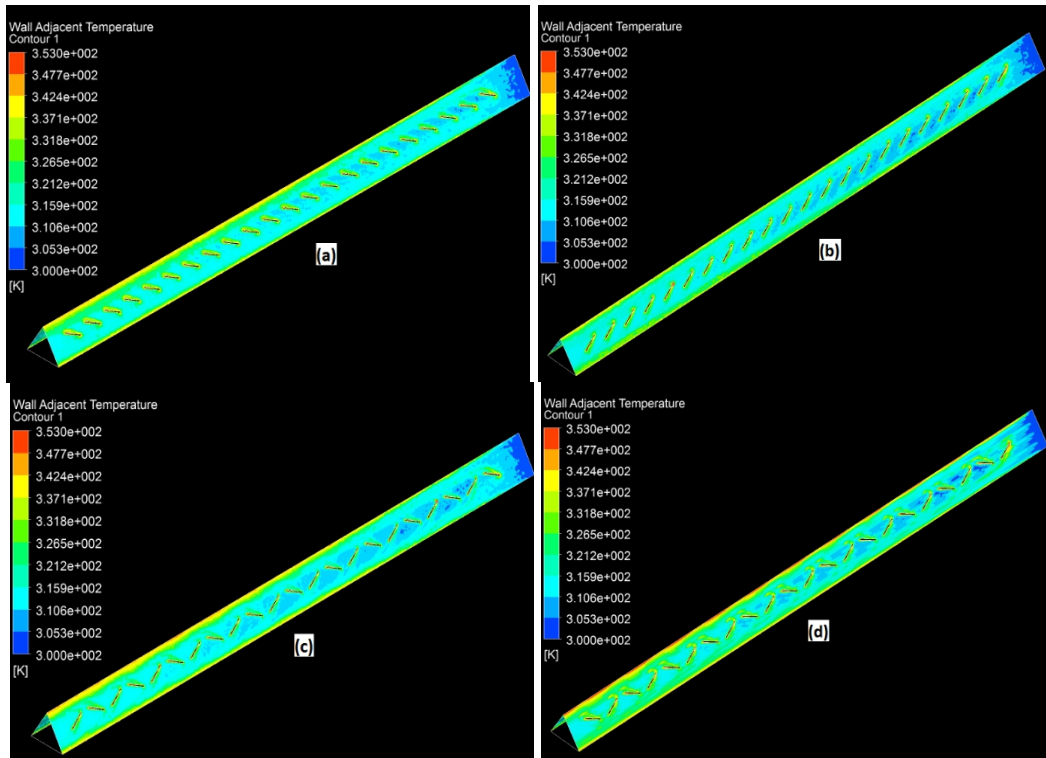 Wall Adjacent Temperature
Contour 1
3.530e+002
3.477e+002
3.424e+002
3.371e+002
3.318e+002
3.265e+002
3.212e+002
3.159e+002
3.106e+002
3.053e+002
3.000e+002
[K]
(a)
Wall Adjacent Temperature
Contour 1
3.530e+002
3.477e+002
3.424e+002
3.371e+002
3.318e+002
3.265e+002
3.212e+002
3.159e+002
3.106e+002
3.053e+002
3.000e+002
[K]
(b)
Wall Adjacent Temperature
Contour 1
3.530e+002
3.477e+002
3.424e+002
3.371e+002
3.318e+002
3.265e+002
3.212e+002
3.159e+002
3.106e+002
3.053e+002
3.000e+002
[K]
(c)
Wall Adjacent Temperature
Contour 1
3.530e+002
3.477e+002
3.424e+002
3.371e+002
3.318e+002
3.265e+002
3.212e+002
3.159e+002
3.106e+002
3.053e+002
3.000e+002
[K]
(d)